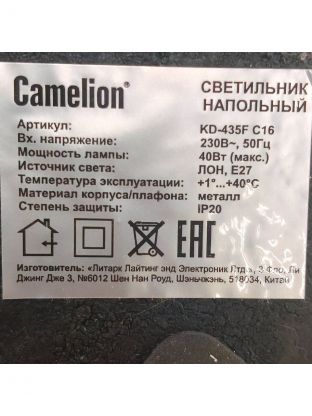 Camelion®
СВЕТИЛЬНИК
НАПОЛЬНЫЙ
Артикул: KD-435F C16
Вх. напряжение: 230В~, 50Гц
Мощность лампы: 40Вт (макс.)
Источник света: ЛОН, E27
Температура эксплуатации: +1°...+40°C
Материал корпуса/плафона: металл
Степень защиты: IP20
EAC
Изготовитель: «Литарк Лайтинг энд Электроник Лтд», 3 Фло, Ли
Джинг Дже 3, №6012 Шен Нан Роуд, Шэньчжэнь, 518034, Китай